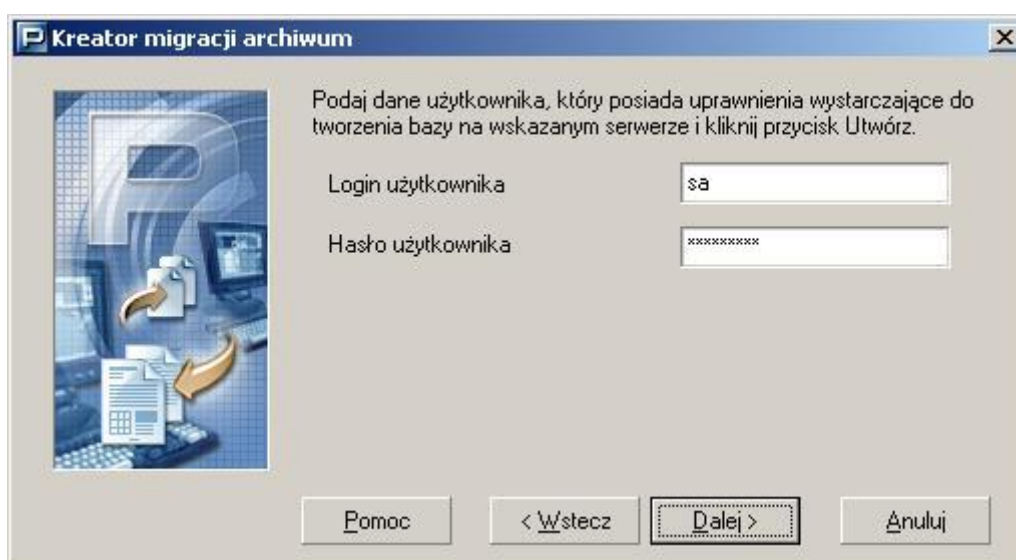 Kreator migracji archiwum
Podaj dane użytkownika, który posiada uprawnienia wystarczające do
tworzenia bazy na wskazanym serwerze i kliknij przycisk Utwórz.
Login użytkownika
sa
Hasło użytkownika
*********
Pomoc
< Wstecz
Dalej >
Anuluj